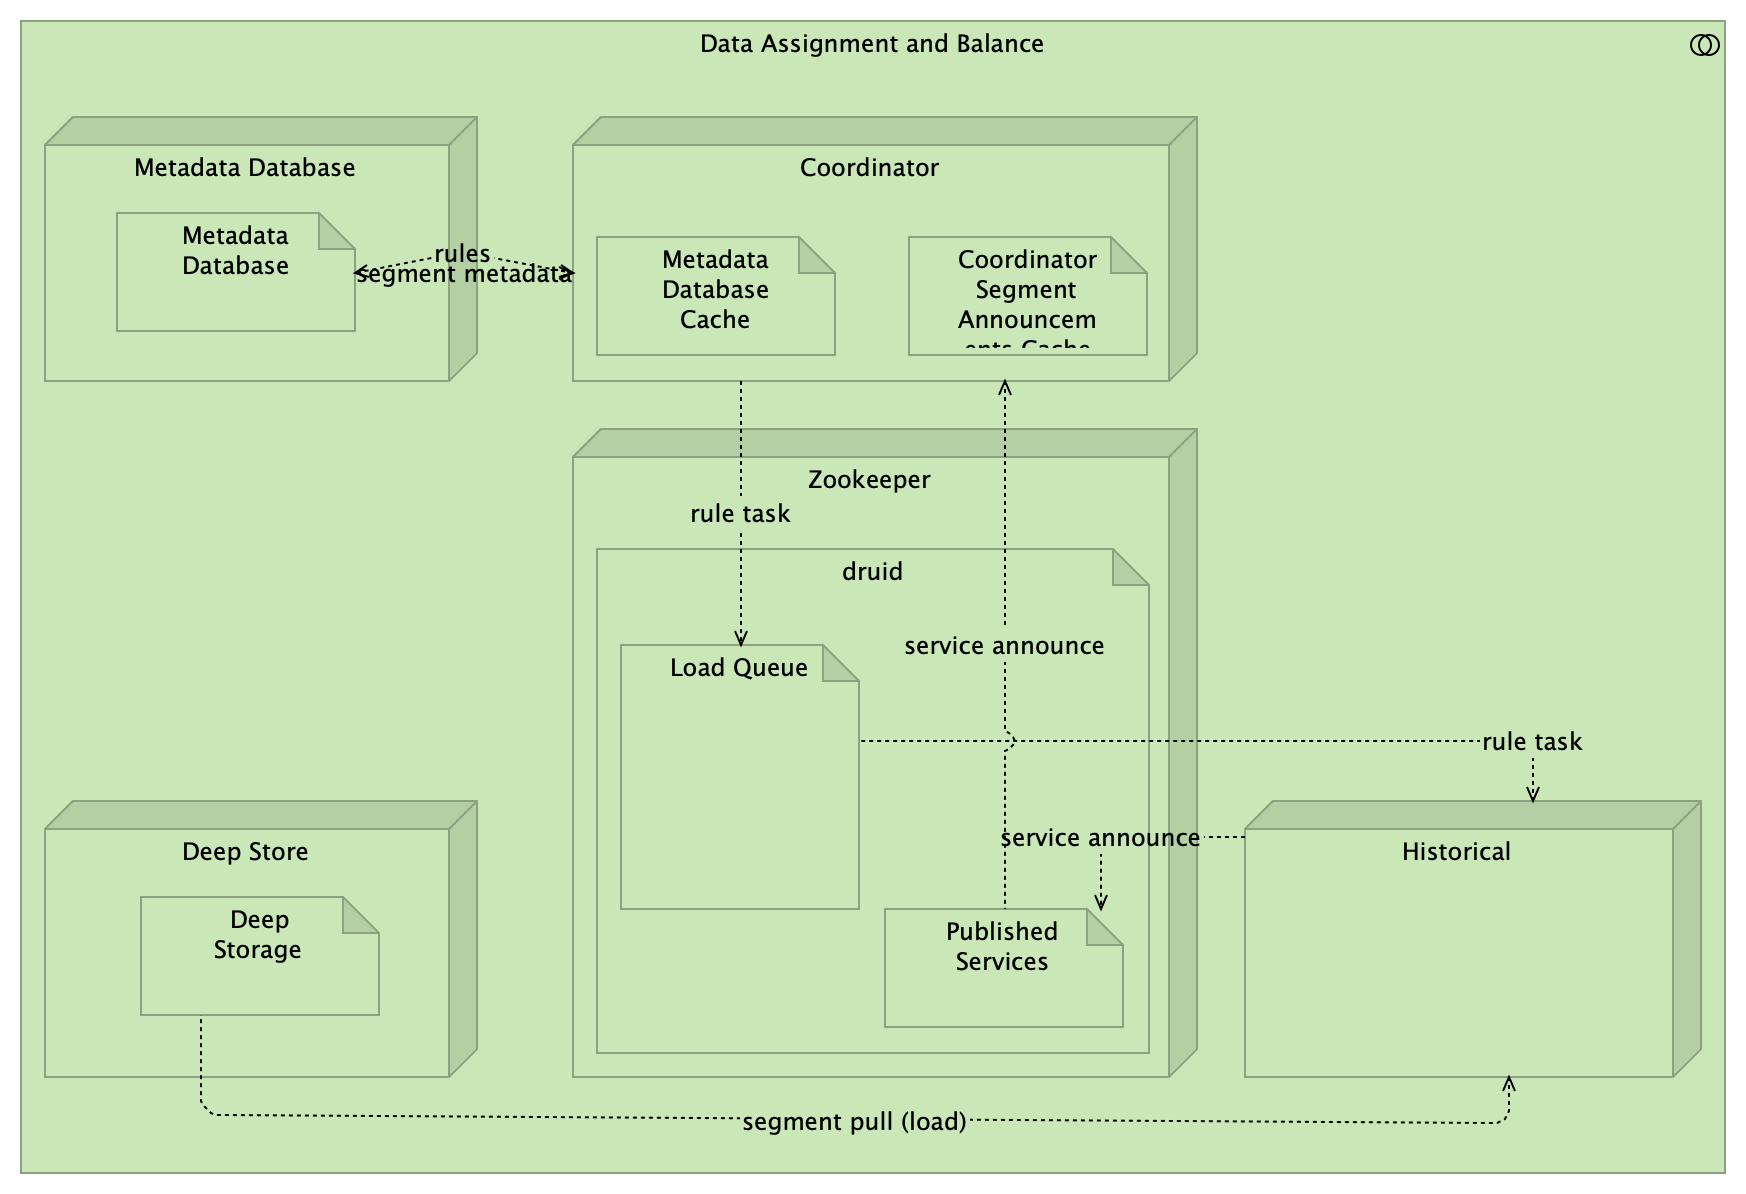 Data Assignment and Balance
Metadata Database
Metadata
Database
rules
segment metadata
Coordinator
Metadata
Database
Cache
Coordinator
Segment
Announcem
ents Cache
Zookeeper
rule task
druid
service announce
Load Queue
rule task
service announce
Published
Services
Historical
Deep Store
Deep
Storage
segment pull (load)